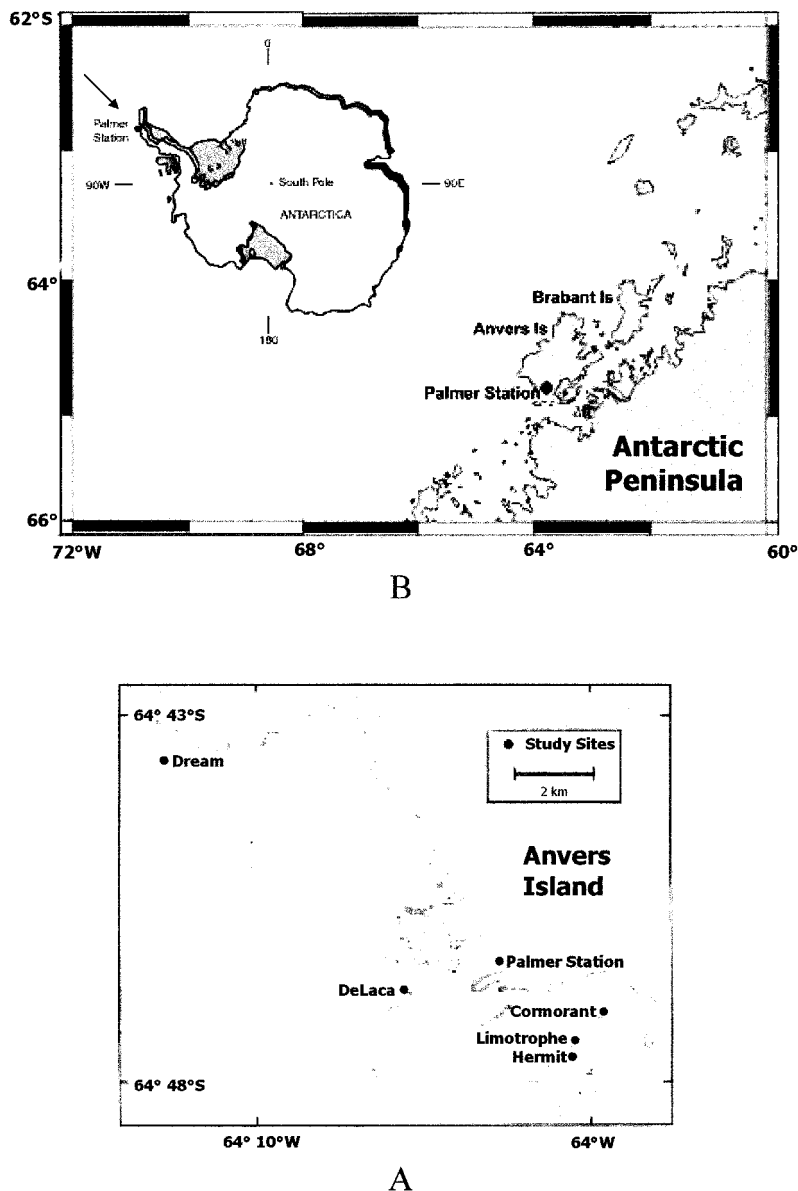 62°S
0
Palmer
Station
90W
South Pole
90E
ANTARCTICA
180
64°
Brabant Is
Anvers Is
Palmer Station
Antarctic
Peninsula
66°
72°W
68°
64°
60°
B
64° 43°S
Study Sites
2 km
Dream
Anvers
Island
Palmer Station
DeLaca
Cormorant
Limotrophe
Hermit
64° 48°S
64° 10°W
64°W
A